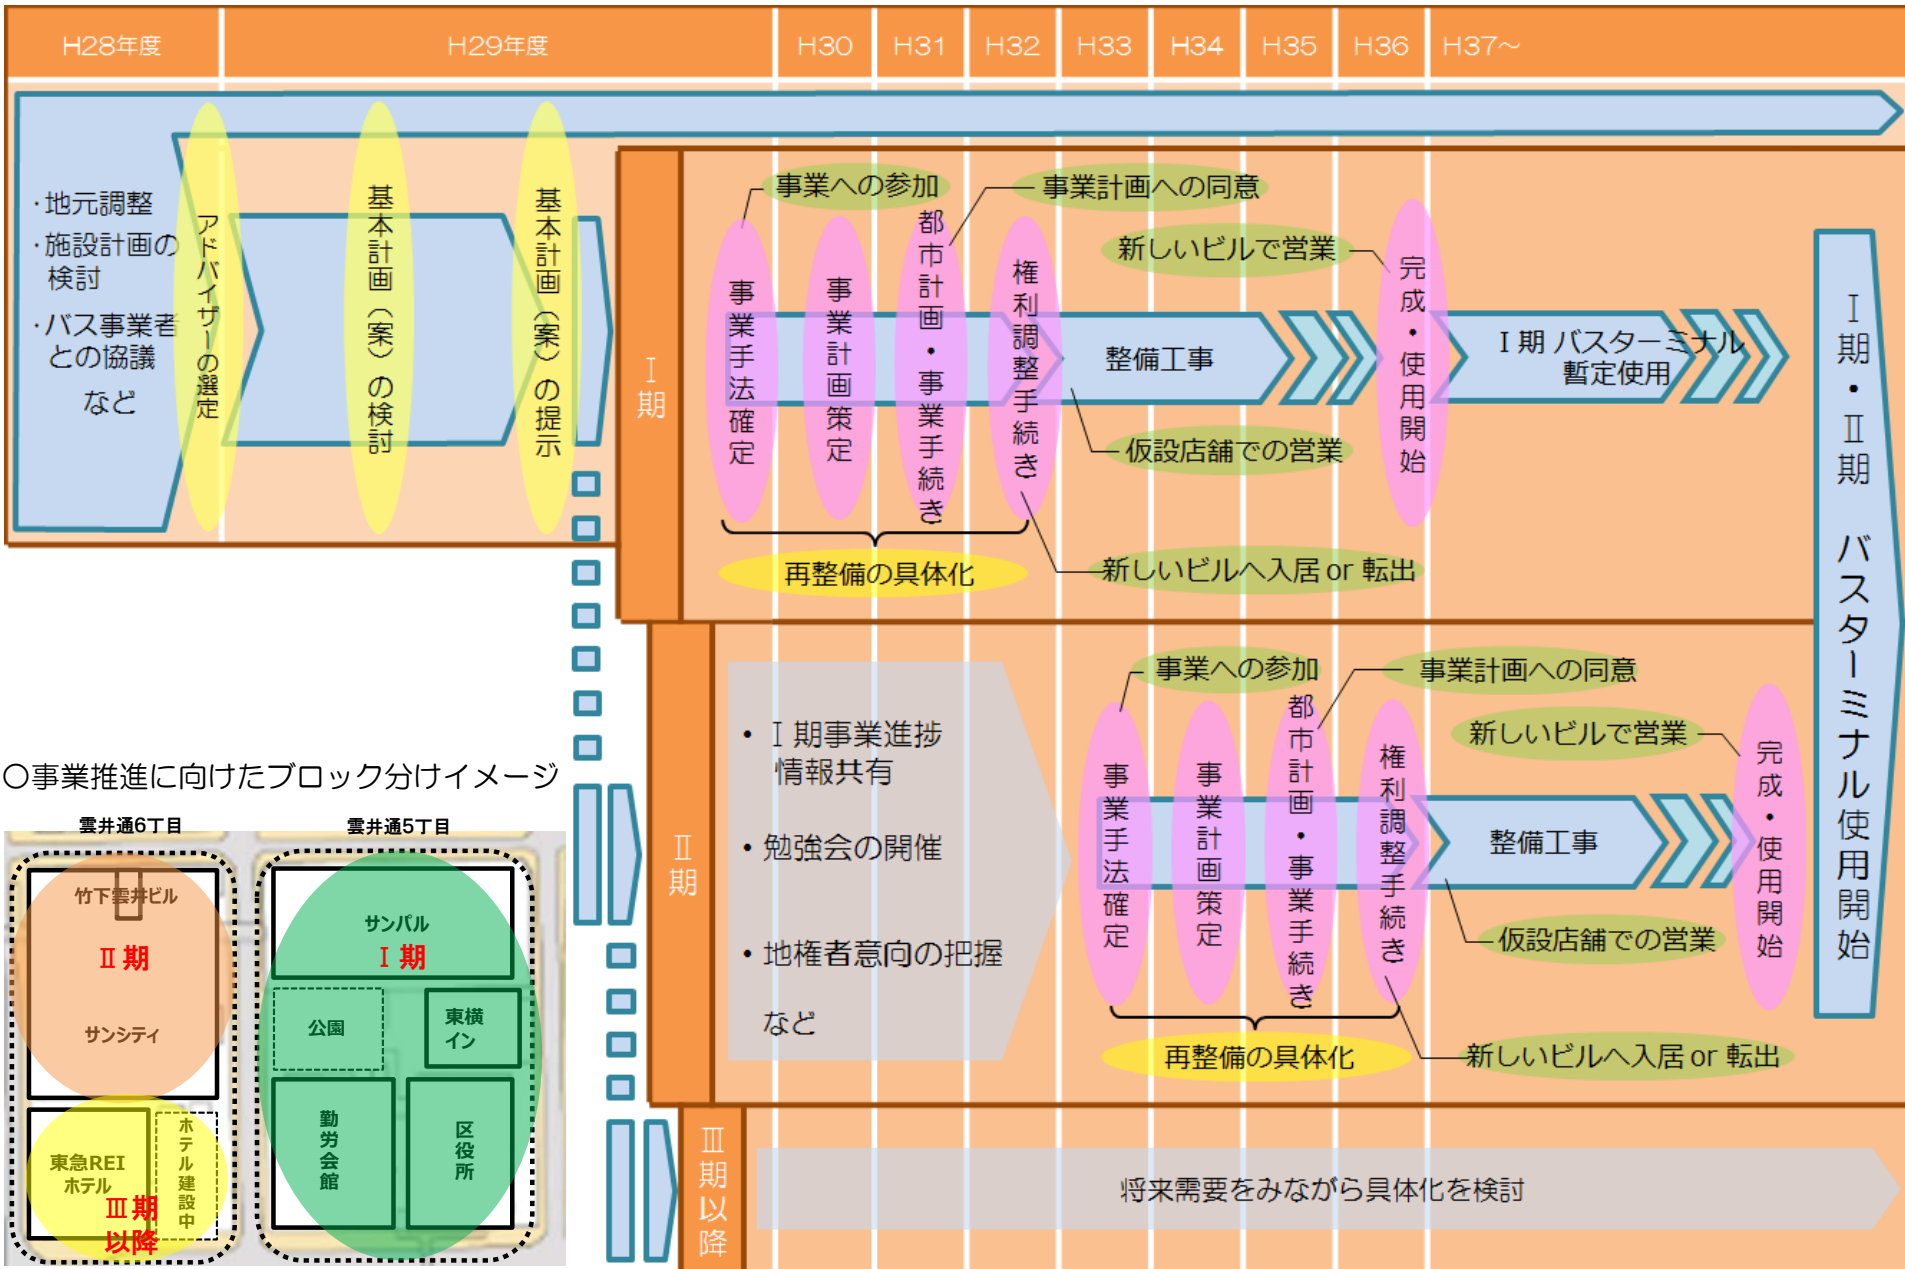 H28年度
H29年度
H30
H31
H32
H33
H34
H35
H36
H37～
・地元調整
・施設計画の
検討
・バス事業者
との協議
など
アドバイザーの選定
基本計画（案）の検討
基本計画（案）の提示
Ⅰ期
事業への参加
事業計画への同意
新しいビルで営業
事業手法確定
事業計画策定
都市計画・事業手続き
権利調整手続き
整備工事
完成・使用開始
Ⅰ期 バスターミナル
暫定使用
仮設店舗での営業
再整備の具体化
新しいビルへ入居 or 転出
Ⅰ期・Ⅱ期 バスターミナル使用開始
Ⅱ期
・Ⅰ期事業進捗
情報共有
・勉強会の開催
・地権者意向の把握
など
事業への参加
事業計画への同意
新しいビルで営業
事業手法確定
事業計画策定
都市計画・事業手続き
権利調整手続き
整備工事
完成・使用開始
仮設店舗での営業
再整備の具体化
新しいビルへ入居 or 転出
Ⅲ期以降
将来需要をみながら具体化を検討
〇事業推進に向けたブロック分けイメージ
雲井通6丁目
雲井通5丁目
竹下雲井ビル
Ⅱ期
サンシティ
東急REI
ホテル
ホテル建設中
Ⅲ期
以降
サンパル
Ⅰ期
公園
東横
イン
勤労会館
区役所